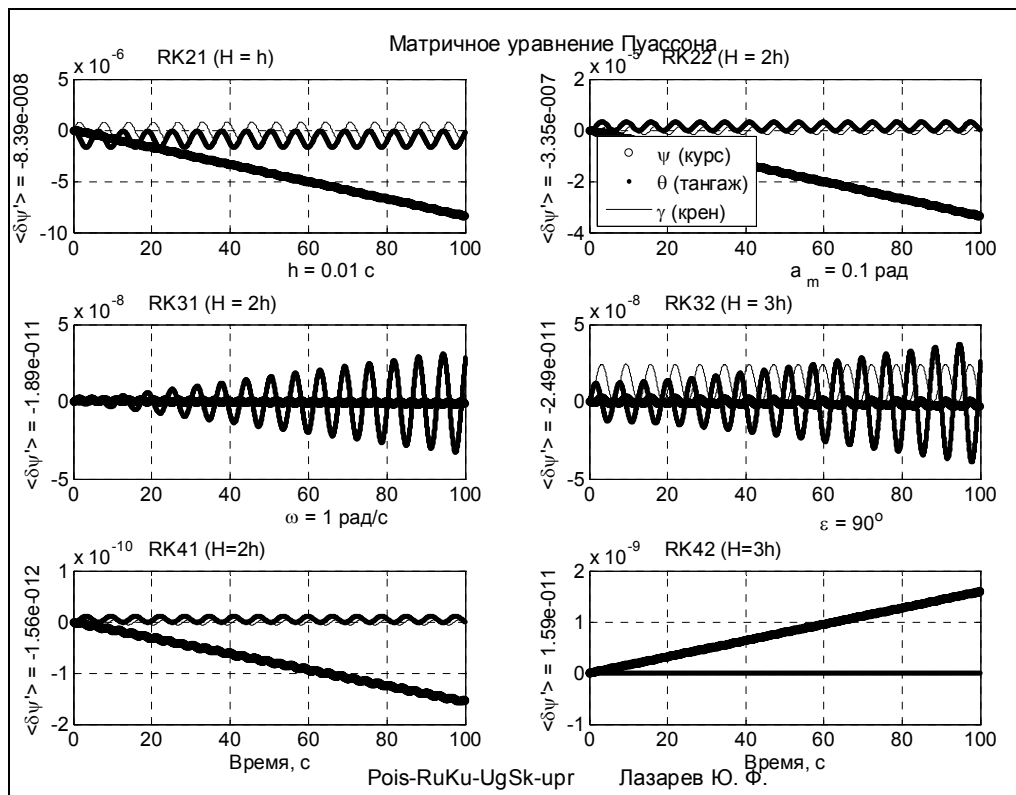 Матричное уравнение Пуассона
x 10⁻⁶ RK21 (H = h)
<δψ'> = -8.39e-008
5
0
-5
-10
0 20 40 60 80 100
h = 0.01 c
x 10⁻⁵ RK22 (H = 2h)
<δψ'> = -3.35e-007
2
0
-2
-4
ψ (курс)
θ (тангаж)
γ (крен)
0 20 40 60 80 100
a m = 0.1 рад
x 10⁻⁸ RK31 (H = 2h)
<δψ'> = -1.89e-011
5
0
-5
0 20 40 60 80 100
ω = 1 рад/с
x 10⁻⁸ RK32 (H = 3h)
<δψ'> = -2.49e-011
5
0
-5
0 20 40 60 80 100
ε = 90º
x 10⁻¹⁰ RK41 (H=2h)
<δψ'> = -1.56e-012
1
0
-1
-2
0 20 40 60 80 100
Время, с
x 10⁻⁹ RK42 (H=3h)
<δψ'> = 1.59e-011
2
1
0
-1
0 20 40 60 80 100
Время, с
Pois-RuKu-UgSk-upr Лазарев Ю. Ф.